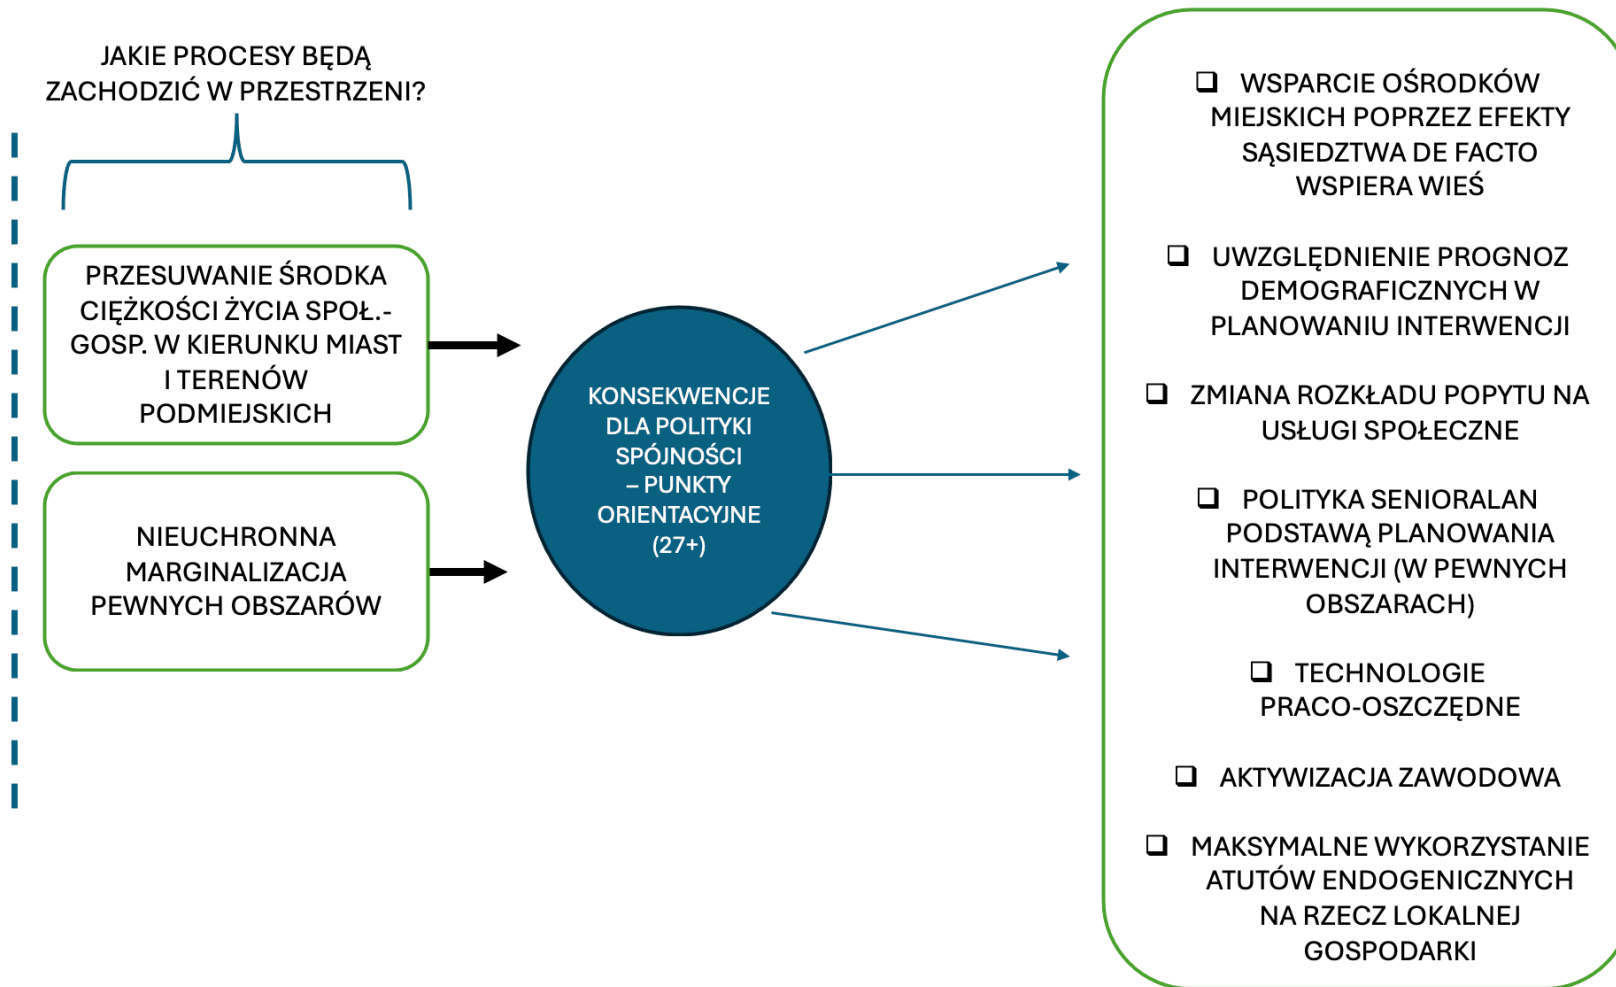 JAKIE PROCESY BĘDĄ
ZACHODZIĆ W PRZESTRZENI?
PRZESUWANIE ŚRODKA
CIĘŻKOŚCI ŻYCIA SPOŁ.-
GOSP. W KIERUNKU MIAST
I TERENÓW
PODMIEJSKICH
NIEUCHRONNA
MARGINALIZACJA
PEWNYCH OBSZARÓW
KONSEKWENCJE
DLA POLITYKI
SPÓJNOŚCI
– PUNKTY
ORIENTACYJNE
(27+)
❑ WSPARCIE OŚRODKÓW
MIEJSKICH POPRZEZ EFEKTY
SĄSIEDZTWA DE FACTO
WSPIERA WIEŚ
❑ UWZGLĘDNIENIE PROGNOZ
DEMOGRAFICZNYCH W
PLANOWANIU INTERWENCJI
❑ ZMIANA ROZKŁADU POPYTU NA
USŁUGI SPOŁECZNE
❑ POLITYKA SENIORALAN
PODSTAWĄ PLANOWANIA
INTERWENCJI (W PEWNYCH
OBSZARACH)
❑ TECHNOLOGIE
PRACO-OSZCZĘDNE
❑ AKTYWIZACJA ZAWODOWA
❑ MAKSYMALNE WYKORZYSTANIE
ATUTÓW ENDOGENICZNYCH
NA RZECZ LOKALNEJ
GOSPODARKI